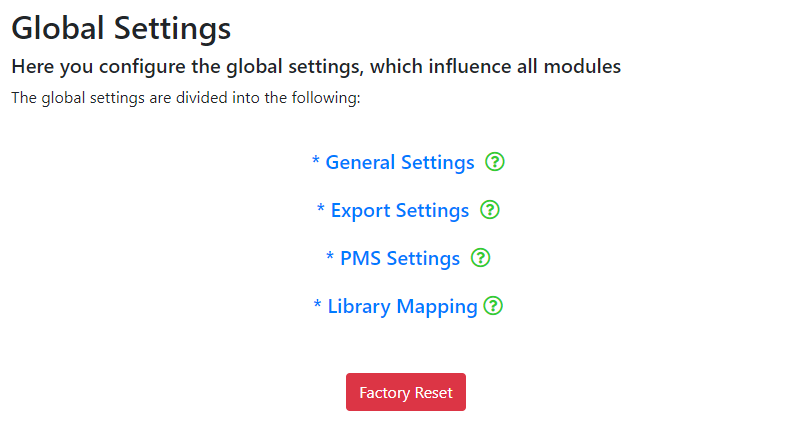 Global Settings
Here you configure the global settings, which influence all modules
The global settings are divided into the following:
* General Settings ?
* Export Settings ?
* PMS Settings ?
* Library Mapping ?
Factory Reset